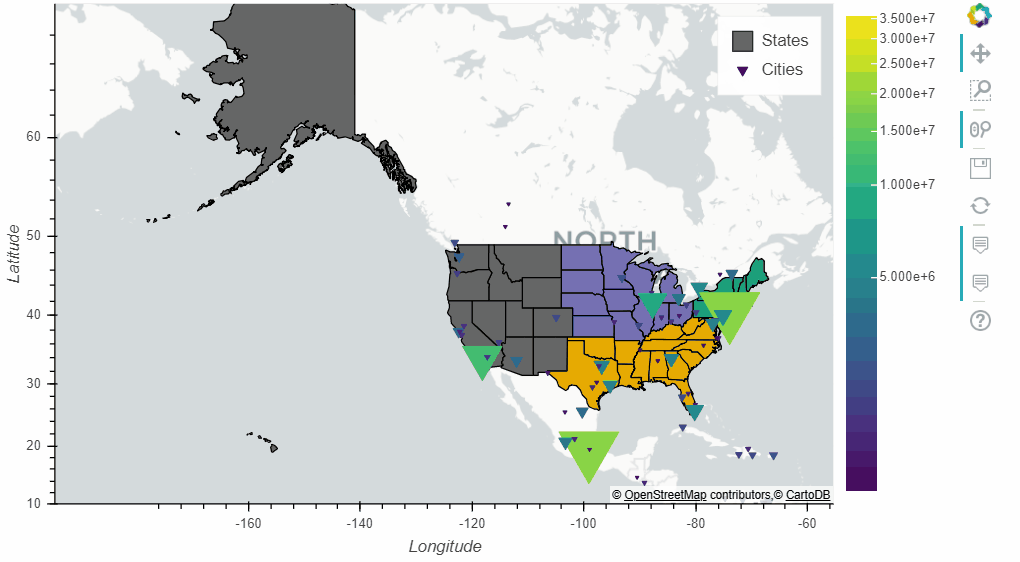 States
Cities
NORTH
Latitude
60
50
40
30
20
10
-160
-140
-120
-100
-80
-60
Longitude
© OpenStreetMap contributors,© CartoDB
3.500e+7
3.000e+7
2.500e+7
2.000e+7
1.500e+7
1.000e+7
5.000e+6
?